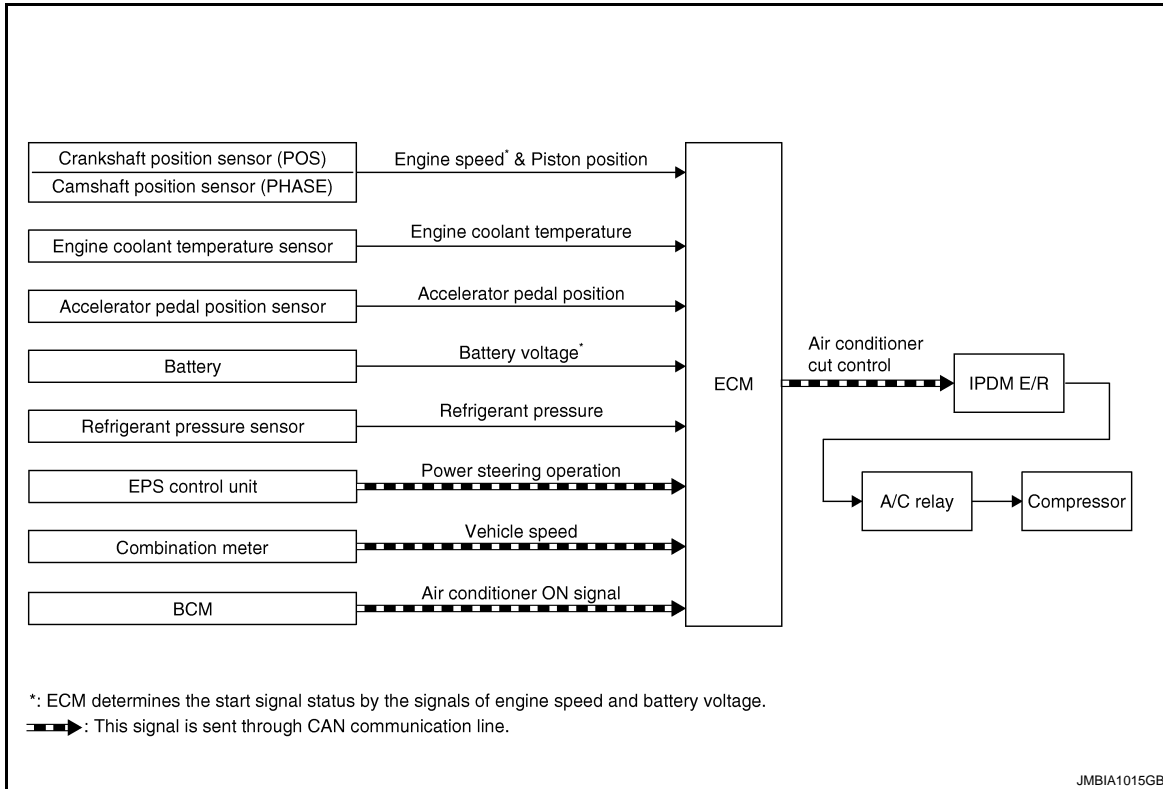 Crankshaft position sensor (POS)
Camshaft position sensor (PHASE)
Engine speed* & Piston position
Engine coolant temperature sensor
Engine coolant temperature
Accelerator pedal position sensor
Accelerator pedal position
Battery
Battery voltage*
Refrigerant pressure sensor
Refrigerant pressure
EPS control unit
Power steering operation
Combination meter
Vehicle speed
BCM
Air conditioner ON signal
ECM
Air conditioner
cut control
IPDM E/R
A/C relay
Compressor
*: ECM determines the start signal status by the signals of engine speed and battery voltage.
: This signal is sent through CAN communication line.
JMBIA1015GB